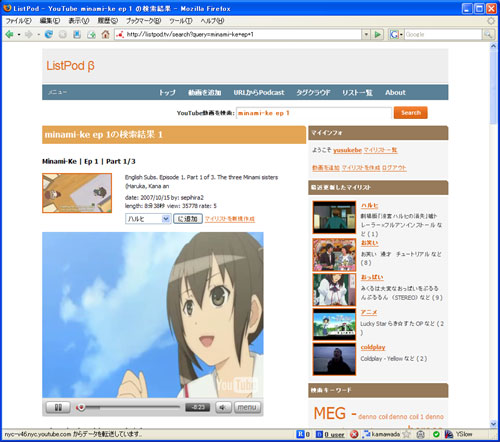 ListPod - YouTube minami-ke ep 1 の検索結果 - Mozilla Firefox
ファイル(F) 編集(E) 表示(V) 履歴(S) ブックマーク(B) ツール(T) ヘルプ(H)
http://listpod.tv/search?query=minami-ke+ep+1
Google
ListPod β
メニュー トップ 動画を追加 URLからPodcast タグクラウド リスト一覧 About
YouTube動画を検索: minami-ke ep 1 Search
minami-ke ep 1の検索結果 1
Minami-Ke | Ep 1 | Part 1/3
English Subs. Episode 1. Part 1 of 3. The three Minami sisters
(Haruka, Kana an
date: 2007/10/15 by: sephira2
length: 8分38秒 view: 35778 rate: 5
ハルヒ に追加 マイリストを新規作成
YouTube
-8:23 menu
マイインフォ
ようこそ yusukebe マイリスト一覧
動画を追加 マイリストを作成 ログアウト
最近更新したマイリスト
ハルヒ
劇場版『涼宮ハルヒの消失』嘘ト
レーラー フルアンインストール な
ど ( 1 )
お笑い
お笑い 漫才 チュートリアル など
( 8 )
おっぱい
みくるは大変なおっぱいをぷるる
んぷるるん (STEREO) など ( 9 )
アニメ
Lucky Star らき☆すた OP など ( 2
)
coldplay
Coldplay - Yellow など ( 2 )
検索キーワード
MEG - denno coil denno coil 1 denno
nyc-v46.nyc.youtube.com からデータを転送しています。
0 0 user kamawada YSlow